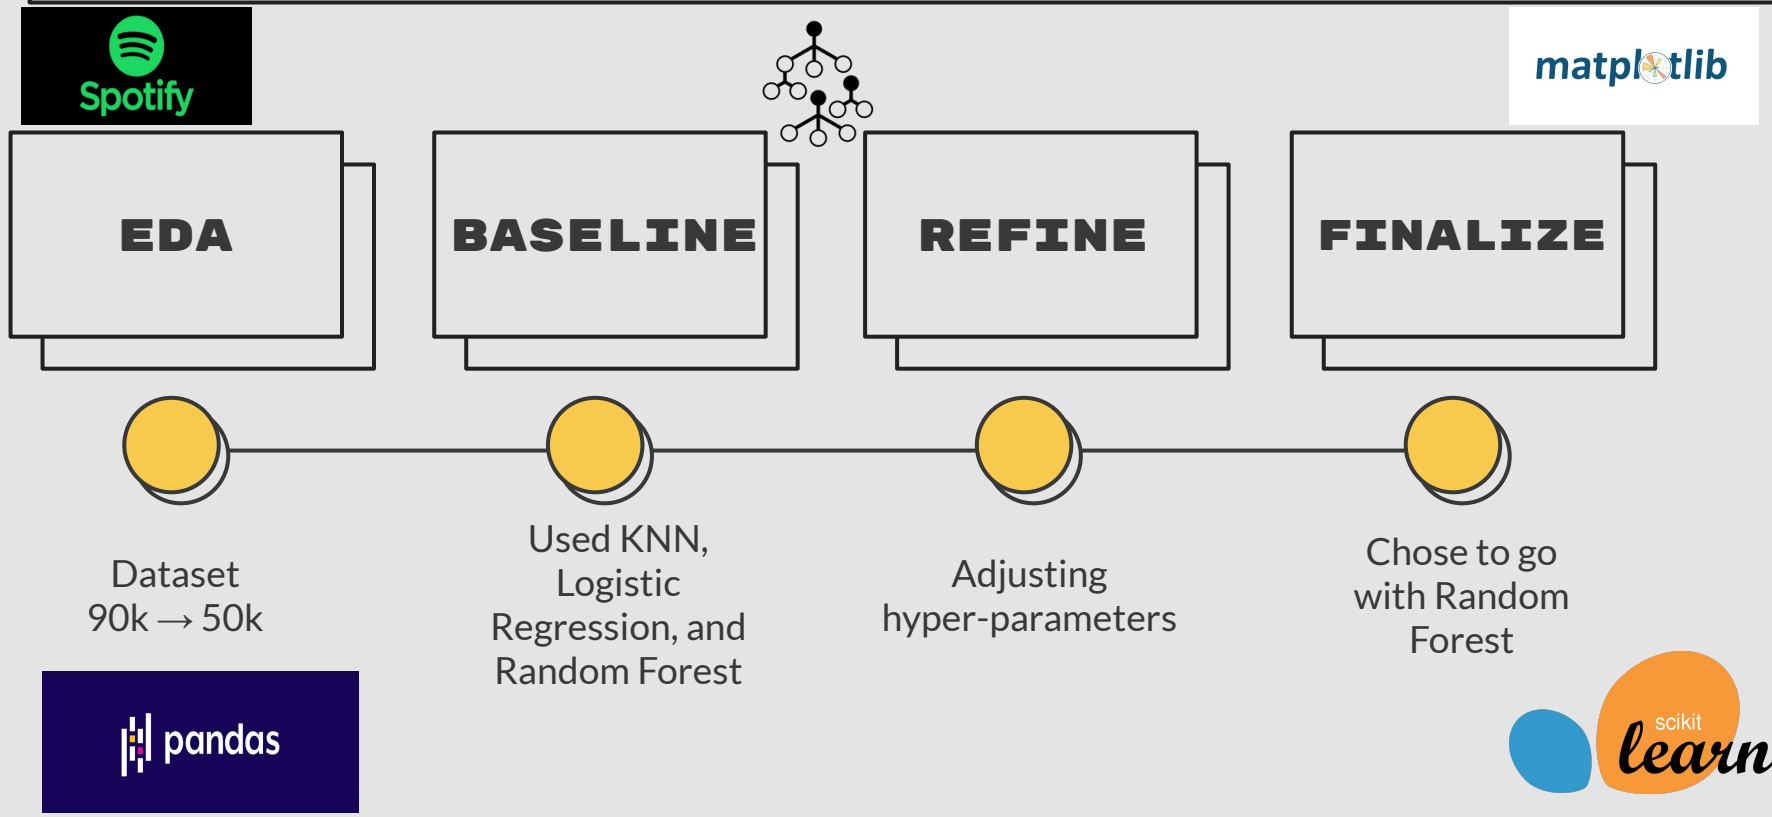 Spotify
matplotlib
EDA
BASELINE
REFINE
FINALIZE
Dataset
90k → 50k
Used KNN,
Logistic
Regression, and
Random Forest
Adjusting
hyper-parameters
Chose to go
with Random
Forest
pandas
scikit
learn